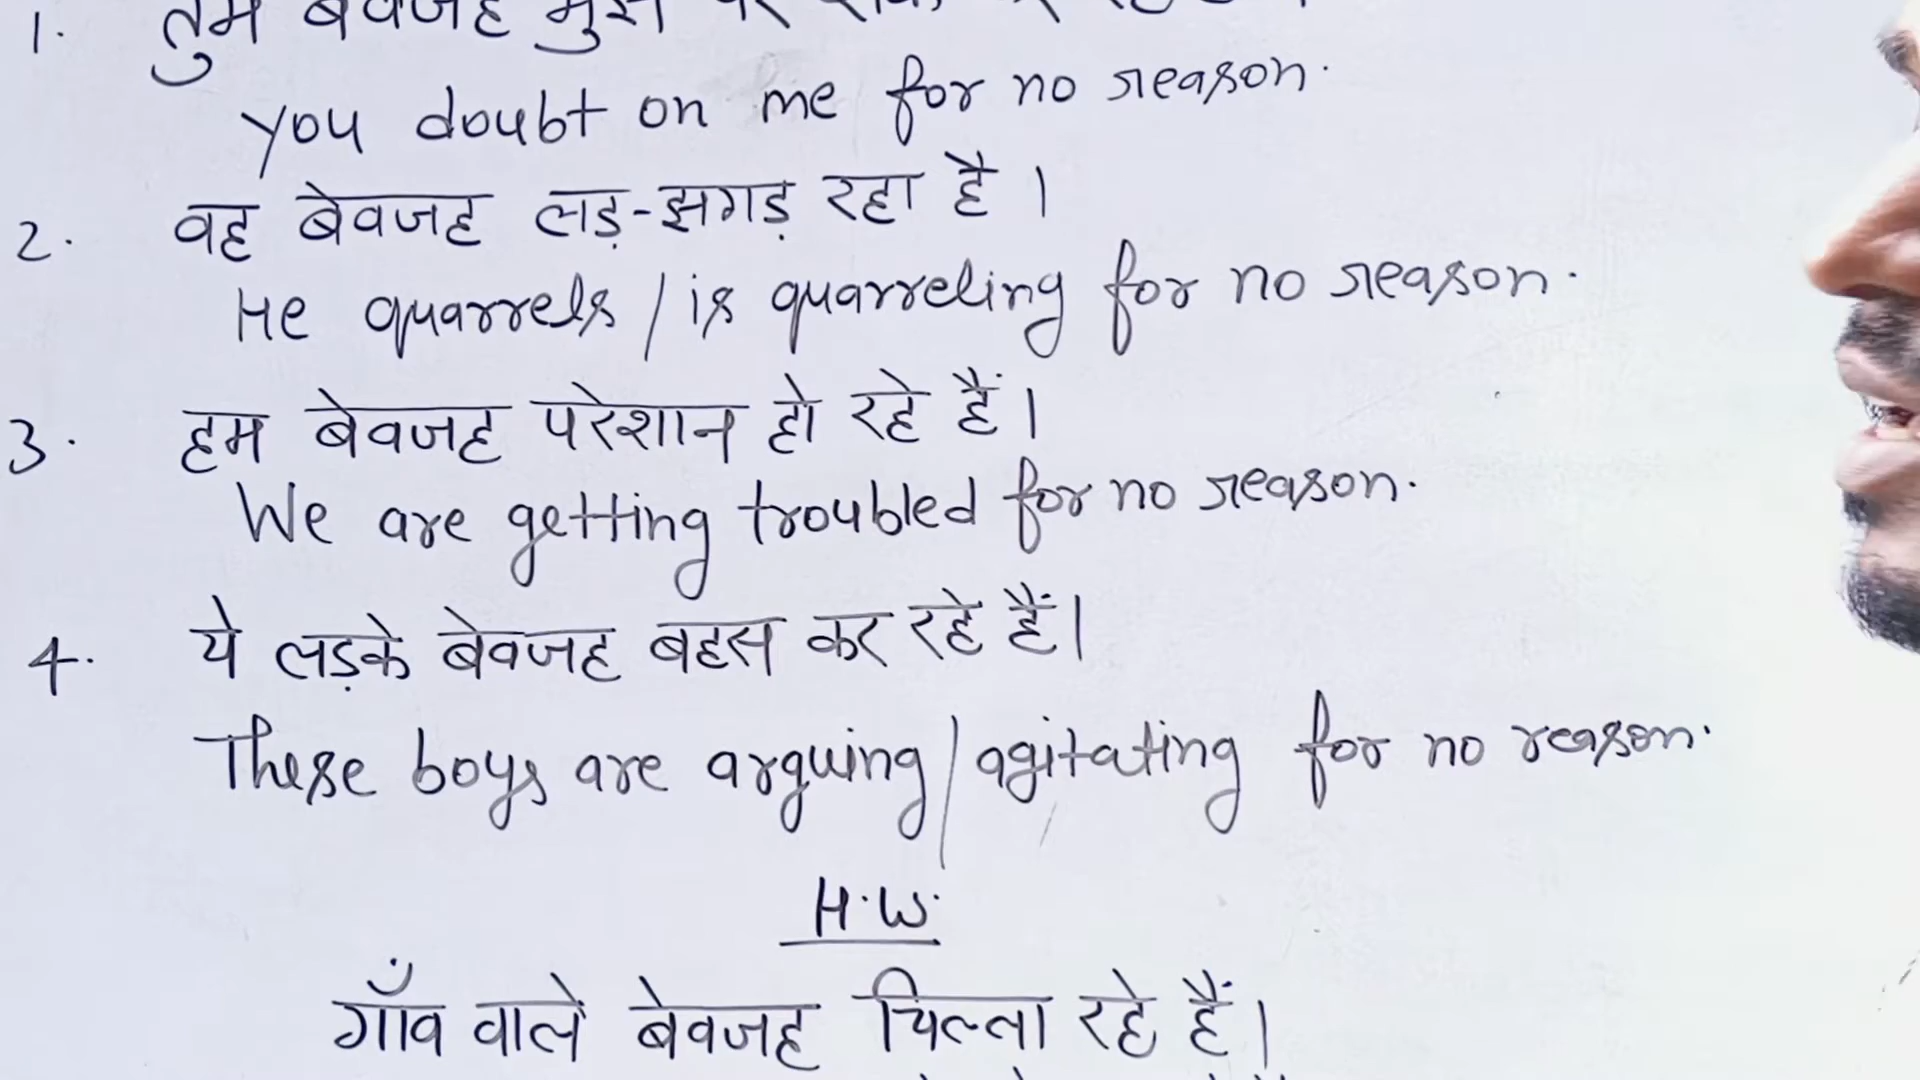 1. तुम बेवजह मुझ पर
You doubt on me for no reason.
2. वह बेवजह लड़-झगड़ रहा है।
He quarrels / is quarreling for no reason.
3. हम बेवजह परेशान हो रहे हैं।
We are getting troubled for no reason.
4. ये लड़के बेवजह बहस कर रहे हैं।
These boys are arguing / agitating for no reason.
H.W.
गाँव वाले बेवजह चिल्ला रहे हैं।